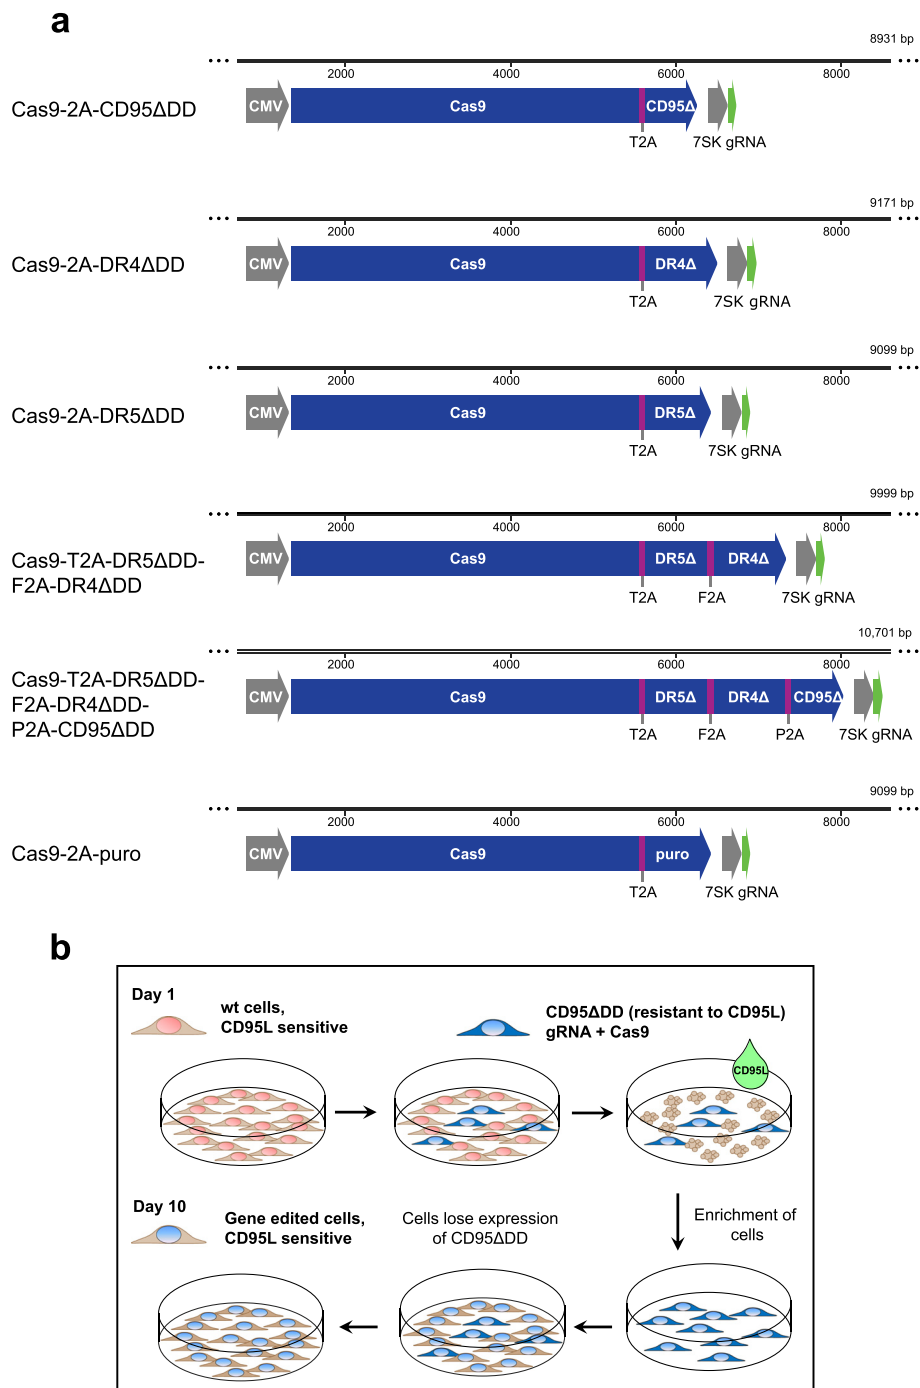 a
8931 bp
... ...
2000 4000 6000 8000
Cas9-2A-CD95ΔDD
CMV Cas9 CD95Δ
T2A 7SK gRNA
9171 bp
... ...
2000 4000 6000 8000
Cas9-2A-DR4ΔDD
CMV Cas9 DR4Δ
T2A 7SK gRNA
9099 bp
... ...
2000 4000 6000 8000
Cas9-2A-DR5ΔDD
CMV Cas9 DR5Δ
T2A 7SK gRNA
9999 bp
... ...
2000 4000 6000 8000
Cas9-T2A-DR5ΔDD-
F2A-DR4ΔDD
CMV Cas9 DR5Δ DR4Δ
T2A F2A 7SK gRNA
10,701 bp
... ...
2000 4000 6000 8000
Cas9-T2A-DR5ΔDD-
F2A-DR4ΔDD-
P2A-CD95ΔDD
CMV Cas9 DR5Δ DR4Δ CD95Δ
T2A F2A P2A 7SK gRNA
9099 bp
... ...
2000 4000 6000 8000
Cas9-2A-puro
CMV Cas9 puro
T2A 7SK gRNA
b
Day 1
wt cells,
CD95L sensitive
CD95ΔDD (resistant to CD95L)
gRNA + Cas9
CD95L
Enrichment of
cells
Day 10
Gene edited cells,
CD95L sensitive
Cells lose expression
of CD95ΔDD